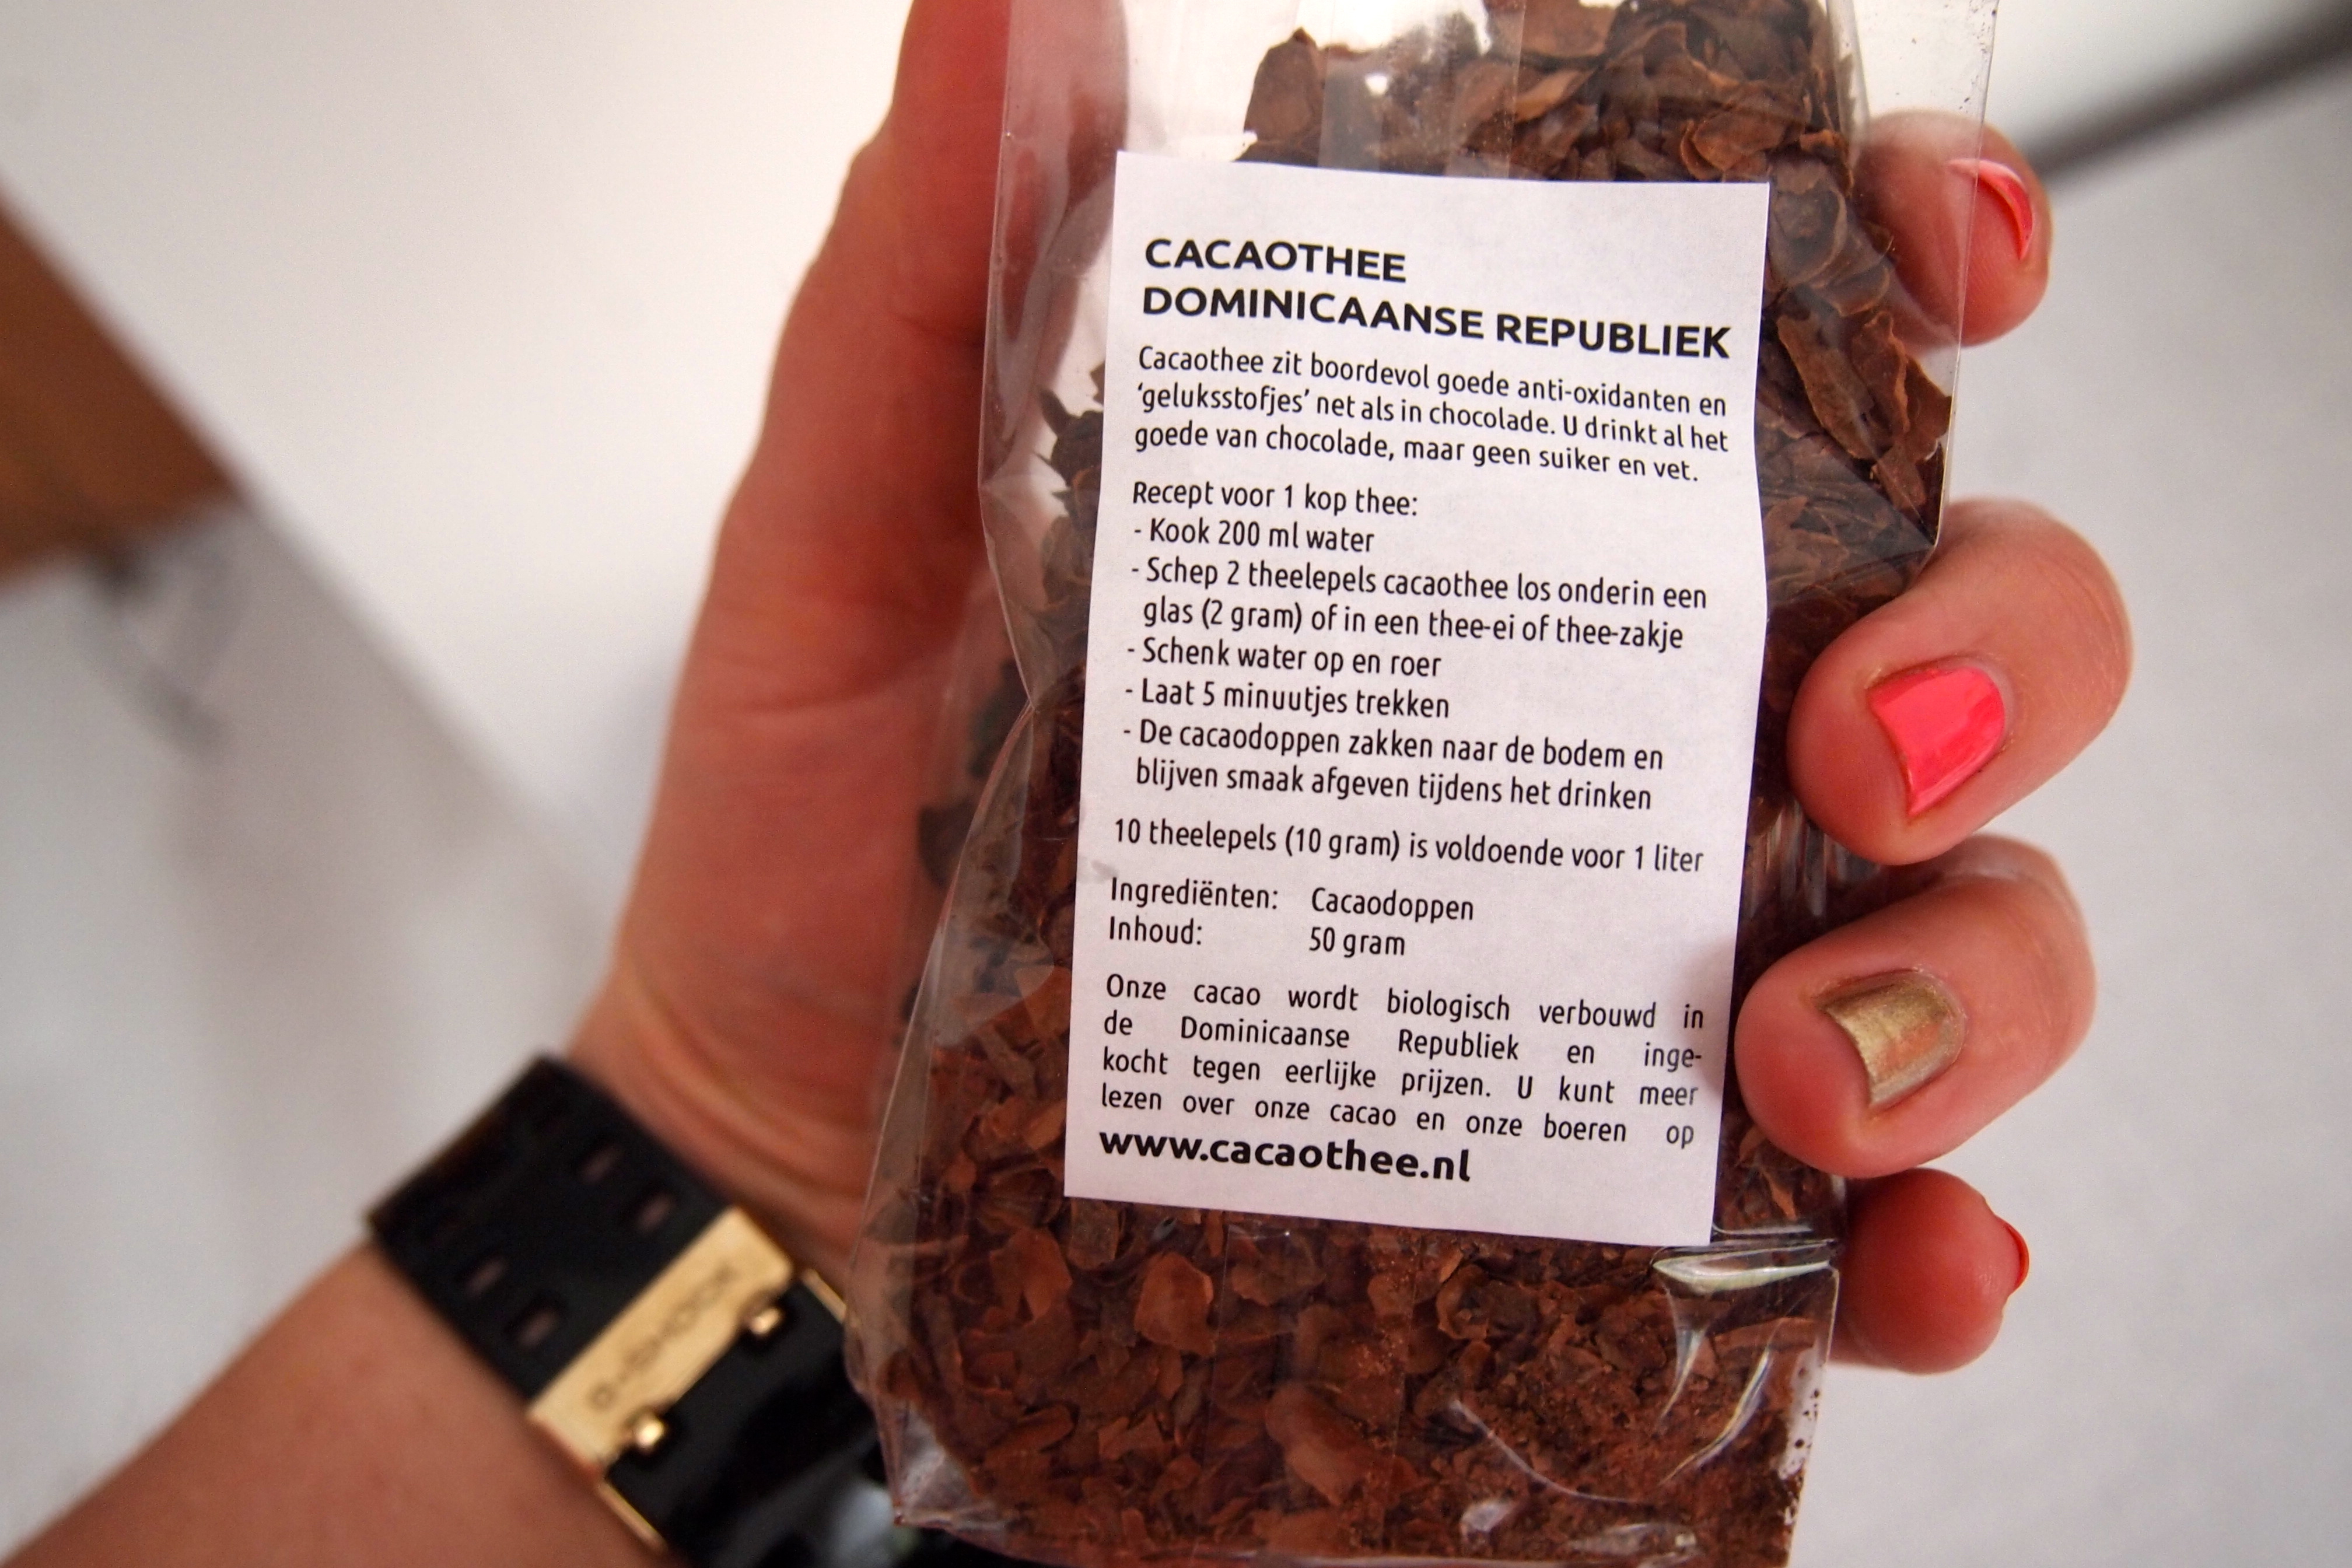 CACAOTHEE
DOMINICAANSE REPUBLIEK
Cacaothee zit boordevol goede anti-oxidanten en
‘geluksstofjes’ net als in chocolade. U drinkt al het
goede van chocolade, maar geen suiker en vet.
Recept voor 1 kop thee:
- Kook 200 ml water
- Schep 2 theelepels cacaothee los onderin een
glas (2 gram) of in een thee-ei of thee-zakje
- Schenk water op en roer
- Laat 5 minuutjes trekken
- De cacaodoppen zakken naar de bodem en
blijven smaak afgeven tijdens het drinken
10 theelepels (10 gram) is voldoende voor 1 liter
Ingrediënten: Cacaodoppen
Inhoud: 50 gram
Onze cacao wordt biologisch verbouwd in
de Dominicaanse Republiek en inge-
kocht tegen eerlijke prijzen. U kunt meer
lezen over onze cacao en onze boeren op
www.cacaothee.nl
G-SHOCK